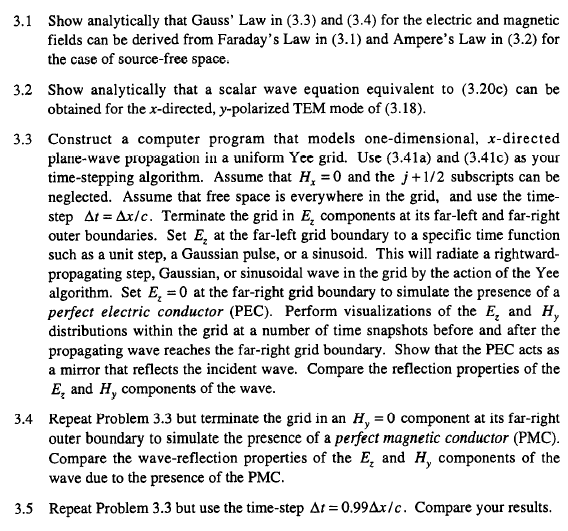 3.1 Show analytically that Gauss' Law in (3.3) and (3.4) for the electric and magnetic
fields can be derived from Faraday's Law in (3.1) and Ampere's Law in (3.2) for
the case of source-free space.
3.2 Show analytically that a scalar wave equation equivalent to (3.20c) can be
obtained for the x-directed, y-polarized TEM mode of (3.18).
3.3 Construct a computer program that models one-dimensional, x-directed
plane-wave propagation in a uniform Yee grid. Use (3.41a) and (3.41c) as your
time-stepping algorithm. Assume that Hₓ = 0 and the j + 1/2 subscripts can be
neglected. Assume that free space is everywhere in the grid, and use the time-
step Δt = Δx/c. Terminate the grid in E_z components at its far-left and far-right
outer boundaries. Set E_z at the far-left grid boundary to a specific time function
such as a unit step, a Gaussian pulse, or a sinusoid. This will radiate a rightward-
propagating step, Gaussian, or sinusoidal wave in the grid by the action of the Yee
algorithm. Set E_z = 0 at the far-right grid boundary to simulate the presence of a
perfect electric conductor (PEC). Perform visualizations of the E_z and H_y
distributions within the grid at a number of time snapshots before and after the
propagating wave reaches the far-right grid boundary. Show that the PEC acts as
a mirror that reflects the incident wave. Compare the reflection properties of the
E_z and H_y components of the wave.
3.4 Repeat Problem 3.3 but terminate the grid in an H_y = 0 component at its far-right
outer boundary to simulate the presence of a perfect magnetic conductor (PMC).
Compare the wave-reflection properties of the E_z and H_y components of the
wave due to the presence of the PMC.
3.5 Repeat Problem 3.3 but use the time-step Δt = 0.99Δx/c. Compare your results.